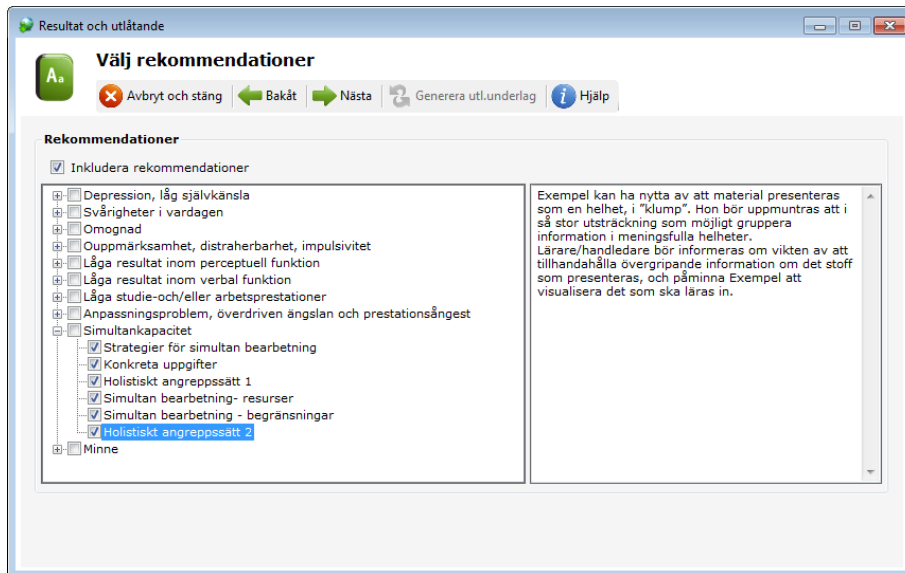 Resultat och utlåtande
Aa
Välj rekommendationer
Avbryt och stäng
Bakåt
Nästa
Generera utl.underlag
i
Hjälp
Rekommendationer
Inkludera rekommendationer
Depression, låg självkänsla
Svårigheter i vardagen
Omognad
Ouppmärksamhet, distraherbarhet, impulsivitet
Låga resultat inom perceptuell funktion
Låga resultat inom verbal funktion
Låga studie-och/eller arbetsprestationer
Anpassningsproblem, överdriven ängslan och prestationsångest
Simultankapacitet
Strategier för simultan bearbetning
Konkreta uppgifter
Holistiskt angreppssätt 1
Simultan bearbetning- resurser
Simultan bearbetning - begränsningar
Holistiskt angreppssätt 2
Minne
Exempel kan ha nytta av att material presenteras
som en helhet, i ”klump”. Hon bör uppmuntras att i
så stor utsträckning som möjligt gruppera
information i meningsfulla helheter.
Lärare/handledare bör informeras om vikten av att
tillhandahålla övergripande information om det stoff
som presenteras, och påminna Exempel att
visualisera det som ska läras in.